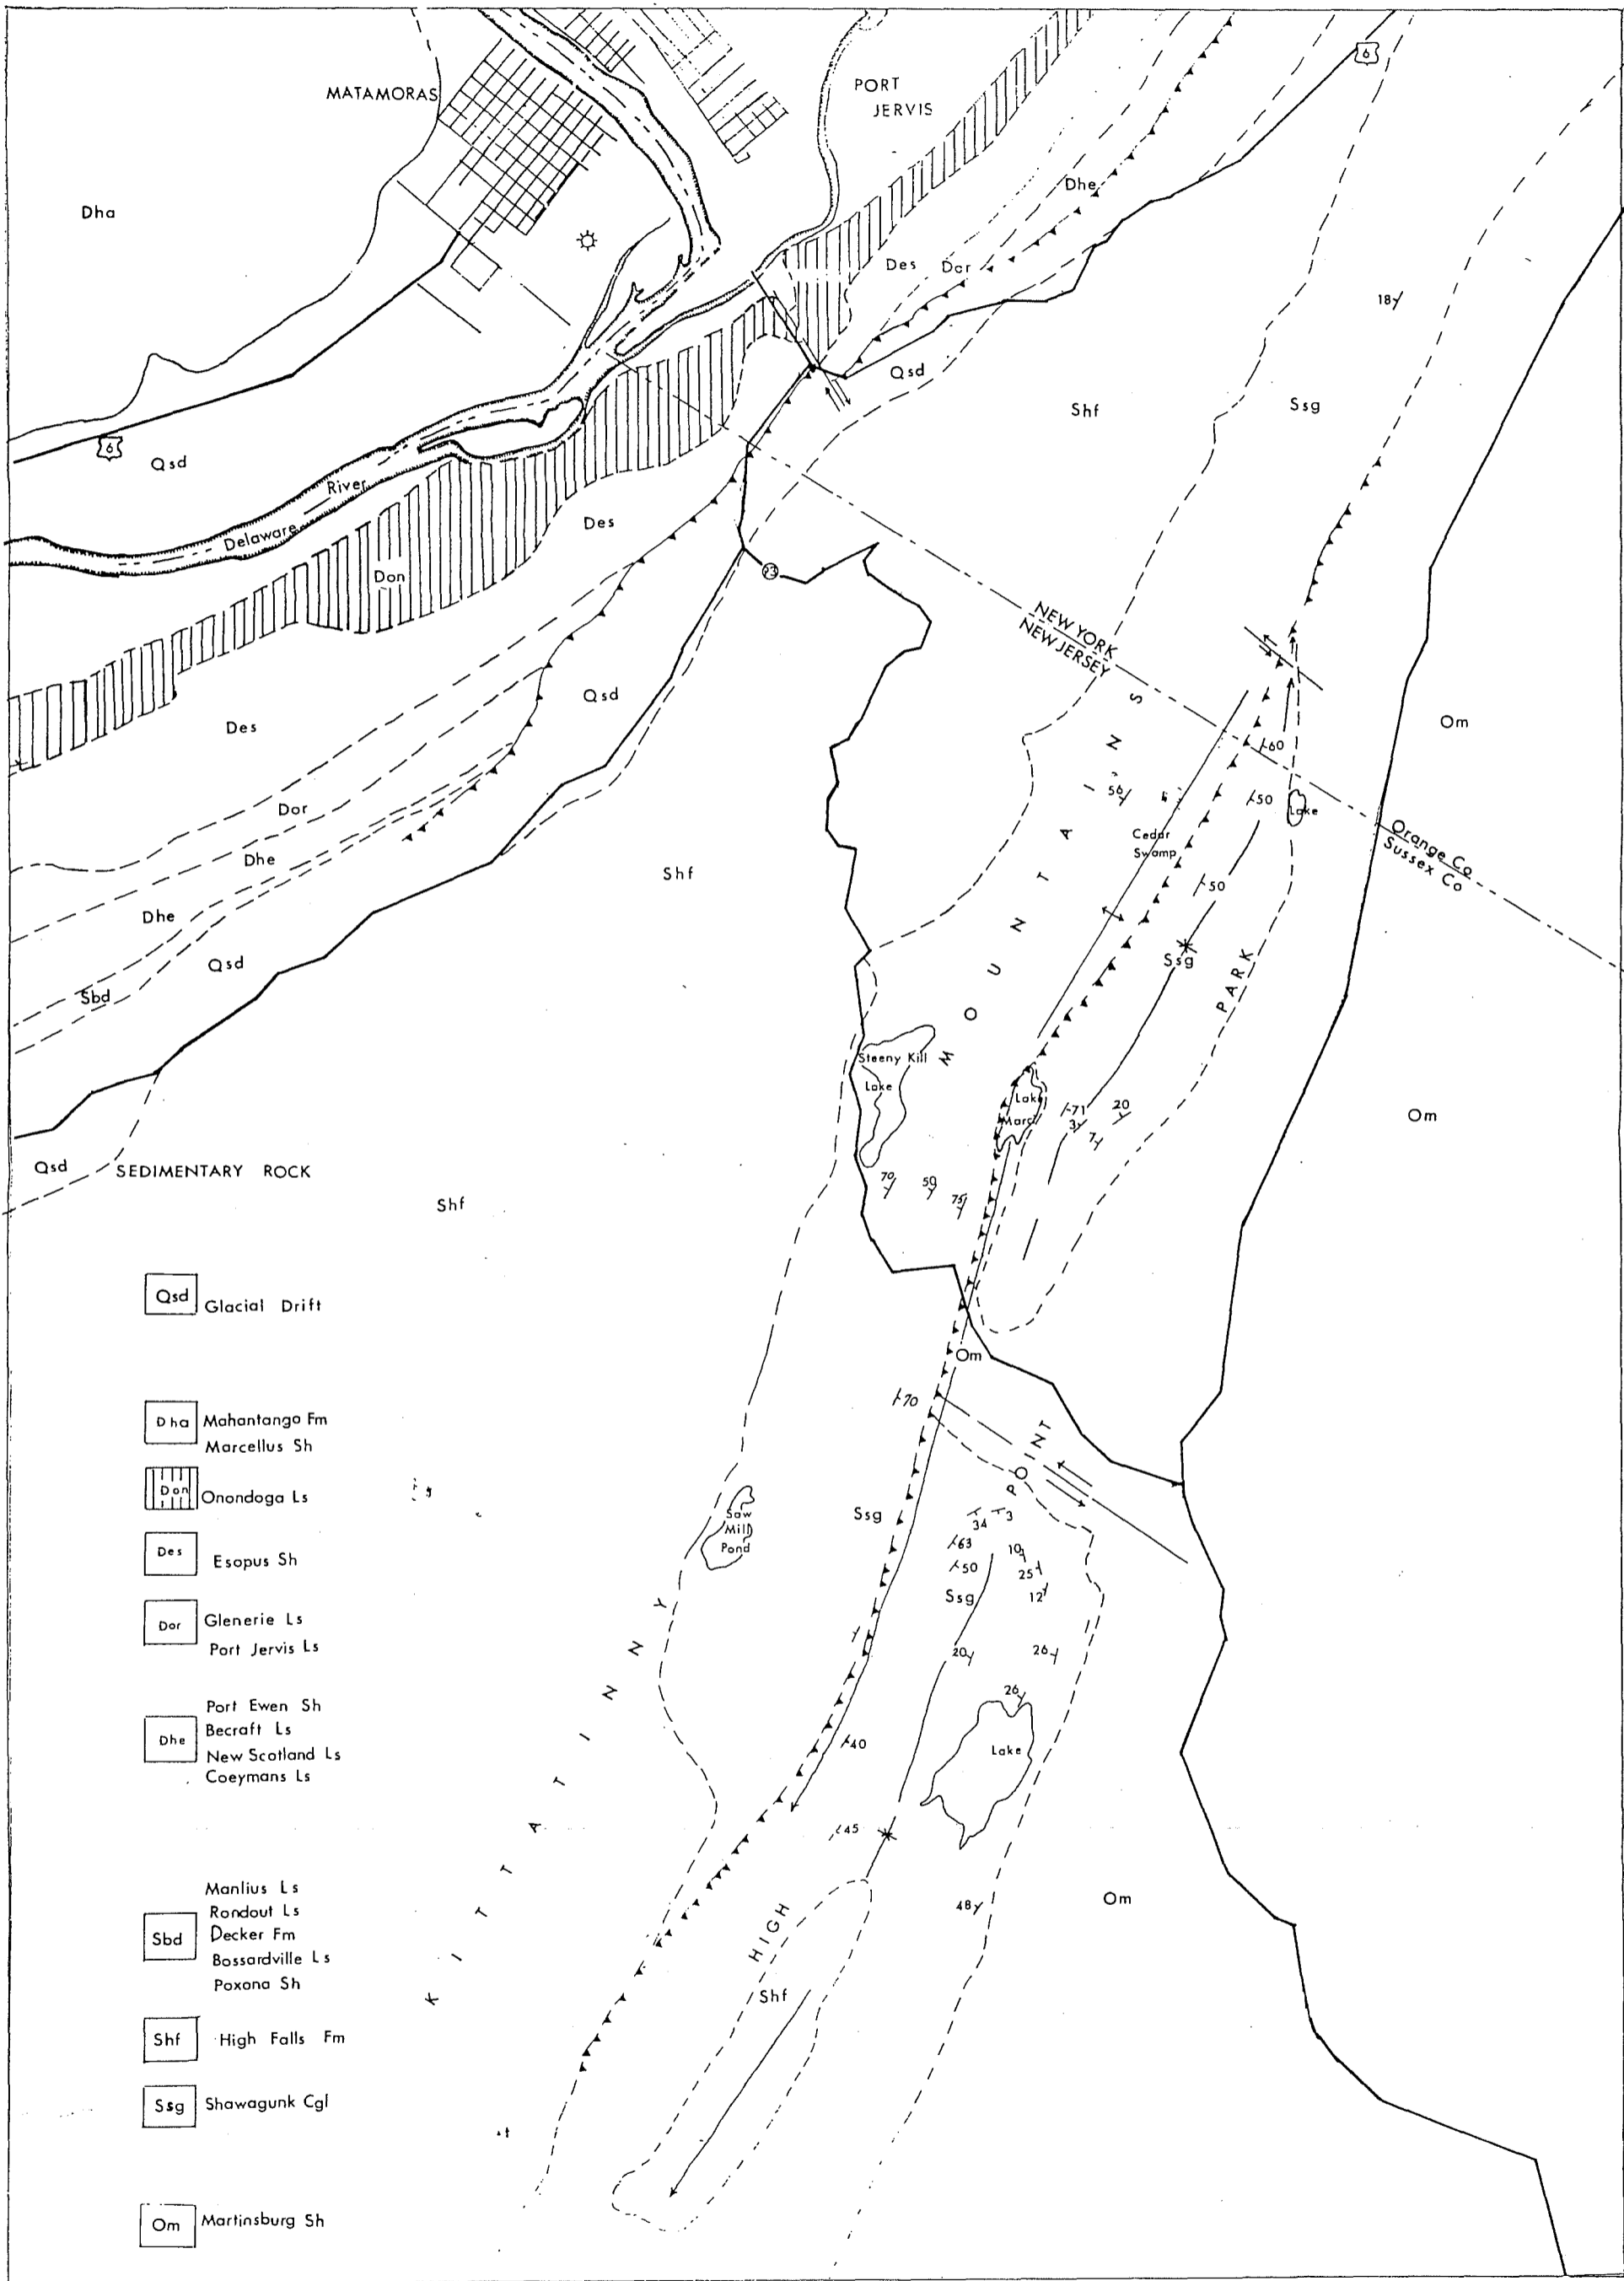 MATAMORAS
PORT
JERVIS
6
Dha
Dhe
Des
Dor
18
Qsd
Shf
Ssg
6
Qsd
River
Delaware
Des
Don
23
NEW YORK
NEW JERSEY
Qsd
Des
Om
60
56
50
Lake
Cedar
Swamp
Orange Co
Sussex Co
Dor
Dhe
Shf
50
Dhe
Ssg
Qsd
Sbd
PARK
MOUNTAINS
Steeny Kill
Lake
Lake
Marc
71
20
3
7
Om
Qsd
SEDIMENTARY ROCK
Shf
70
59
75
Qsd
Glacial Drift
Om
70
Dha
Mahantango Fm
Marcellus Sh
POINT
Don
Onondoga Ls
Saw
Mill
Pond
Ssg
34
3
63
10
50
25
Ssg
12
Des
Esopus Sh
Dor
Glenerie Ls
Port Jervis Ls
20
26
26
Dhe
Port Ewen Sh
Becraft Ls
New Scotland Ls
Coeymans Ls
40
Lake
45
KITTATINNY
Sbd
Manlius Ls
Rondout Ls
Decker Fm
Bossardville Ls
Poxona Sh
48
Om
HIGH
Shf
Shf
High Falls Fm
Ssg
Shawagunk Cgl
Om
Martinsburg Sh